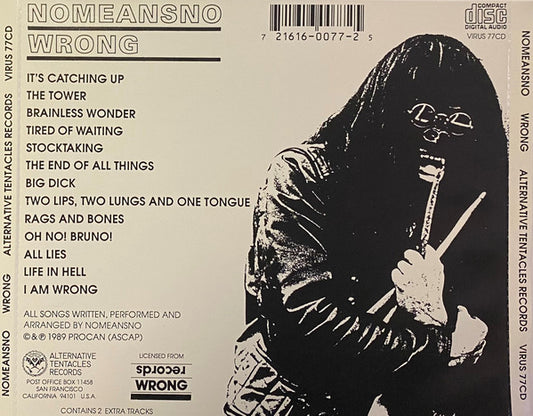 NOMEANSNO
WRONG
7 21616-0077-2 5
COMPACT
disc
DIGITAL AUDIO
VIRUS 77CD
IT'S CATCHING UP
THE TOWER
BRAINLESS WONDER
TIRED OF WAITING
STOCKTAKING
THE END OF ALL THINGS
BIG DICK
TWO LIPS, TWO LUNGS AND ONE TONGUE
RAGS AND BONES
OH NO! BRUNO!
ALL LIES
LIFE IN HELL
I AM WRONG
ALL SONGS WRITTEN, PERFORMED AND
ARRANGED BY NOMEANSNO
©&℗ 1989 PROCAN (ASCAP)
ALTERNATIVE
TENTACLES
RECORDS
POST OFFICE BOX 11458
SAN FRANCISCO
CALIFORNIA 94101 U.S.A.
LICENSED FROM
records
WRONG
CONTAINS 2 EXTRA TRACKS
NOMEANSNO WRONG ALTERNATIVE TENTACLES RECORDS VIRUS 77CD
NOMEANSNO WRONG ALTERNATIVE TENTACLES RECORDS VIRUS 77CD